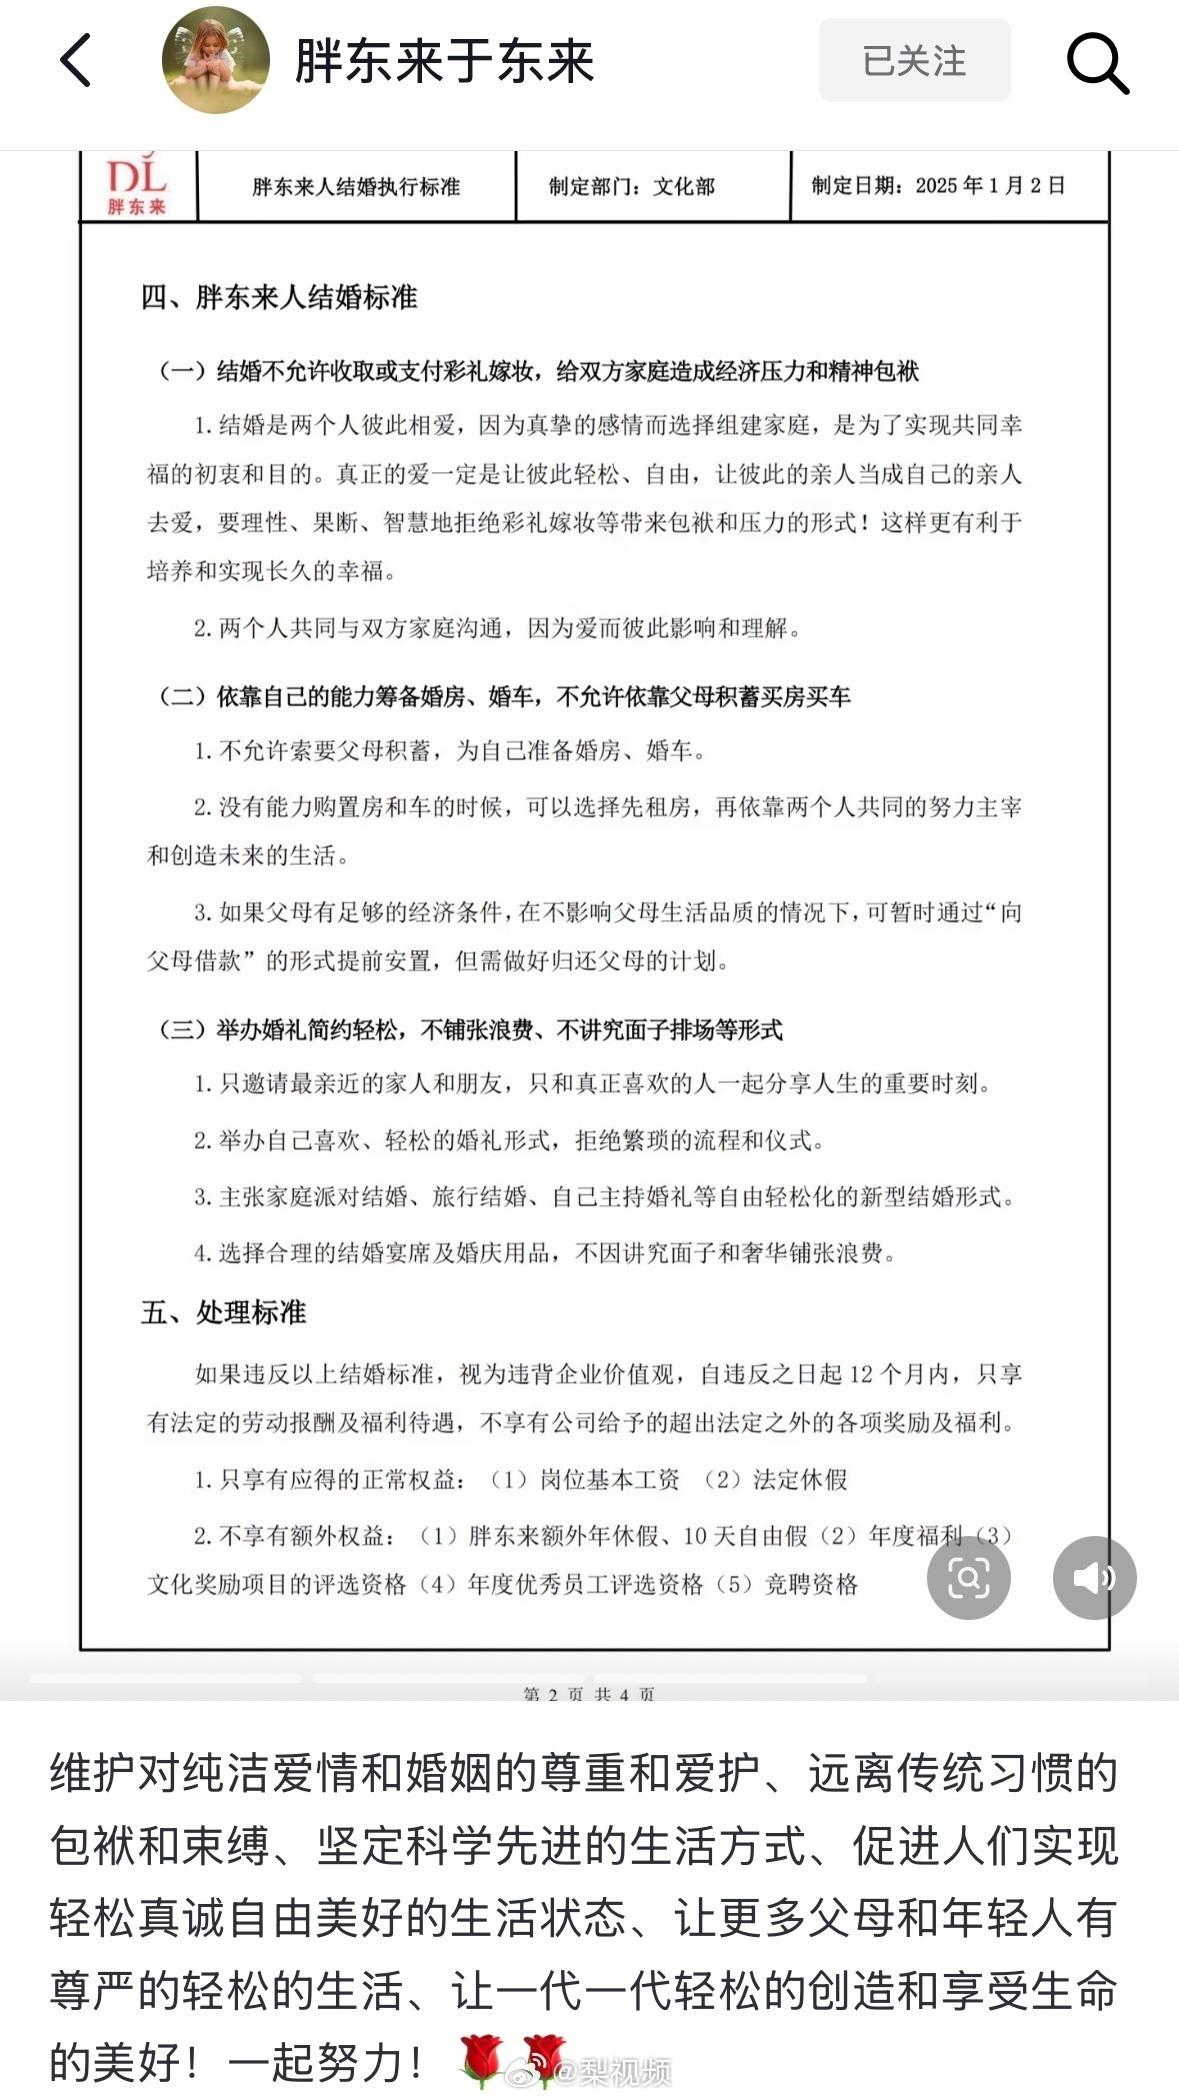 胖东来于东来
已关注
DL
胖东来
胖东来人结婚执行标准
制定部门：文化部
制定日期：2025年1月2日
四、胖东来人结婚标准
（一）结婚不允许收取或支付彩礼嫁妆，给双方家庭造成经济压力和精神包袱
1.结婚是两个人彼此相爱，因为真挚的感情而选择组建家庭，是为了实现共同幸
福的初衷和目的。真正的爱一定是让彼此轻松、自由，让彼此的亲人当成自己的亲人
去爱，要理性、果断、智慧地拒绝彩礼嫁妆等带来包袱和压力的形式！这样更有利于
培养和实现长久的幸福。
2.两个人共同与双方家庭沟通，因为爱而彼此影响和理解。
（二）依靠自己的能力筹备婚房、婚车，不允许依靠父母积蓄买房买车
1.不允许索要父母积蓄，为自己准备婚房、婚车。
2.没有能力购置房和车的时候，可以选择先租房，再依靠两个人共同的努力主宰
和创造未来的生活。
3.如果父母有足够的经济条件，在不影响父母生活品质的情况下，可暂时通过“向
父母借款”的形式提前安置，但需做好归还父母的计划。
（三）举办婚礼简约轻松，不铺张浪费、不讲究面子排场等形式
1.只邀请最亲近的家人和朋友，只和真正喜欢的人一起分享人生的重要时刻。
2.举办自己喜欢、轻松的婚礼形式，拒绝繁琐的流程和仪式。
3.主张家庭派对结婚、旅行结婚、自己主持婚礼等自由轻松化的新型结婚形式。
4.选择合理的结婚宴席及婚庆用品，不因讲究面子和奢华铺张浪费。
五、处理标准
如果违反以上结婚标准，视为违背企业价值观，自违反之日起12个月内，只享
有法定的劳动报酬及福利待遇，不享有公司给予的超出法定之外的各项奖励及福利。
1.只享有应得的正常权益：（1）岗位基本工资 （2）法定休假
2.不享有额外权益：（1）胖东来额外年休假、10天自由假（2）年度福利（3）
文化奖励项目的评选资格（4）年度优秀员工评选资格（5）竞聘资格
第 2 页 共 4 页
维护对纯洁爱情和婚姻的尊重和爱护、远离传统习惯的
包袱和束缚、坚定科学先进的生活方式、促进人们实现
轻松真诚自由美好的生活状态、让更多父母和年轻人有
尊严的轻松的生活、让一代一代轻松的创造和享受生命
的美好！一起努力！
@梨视频